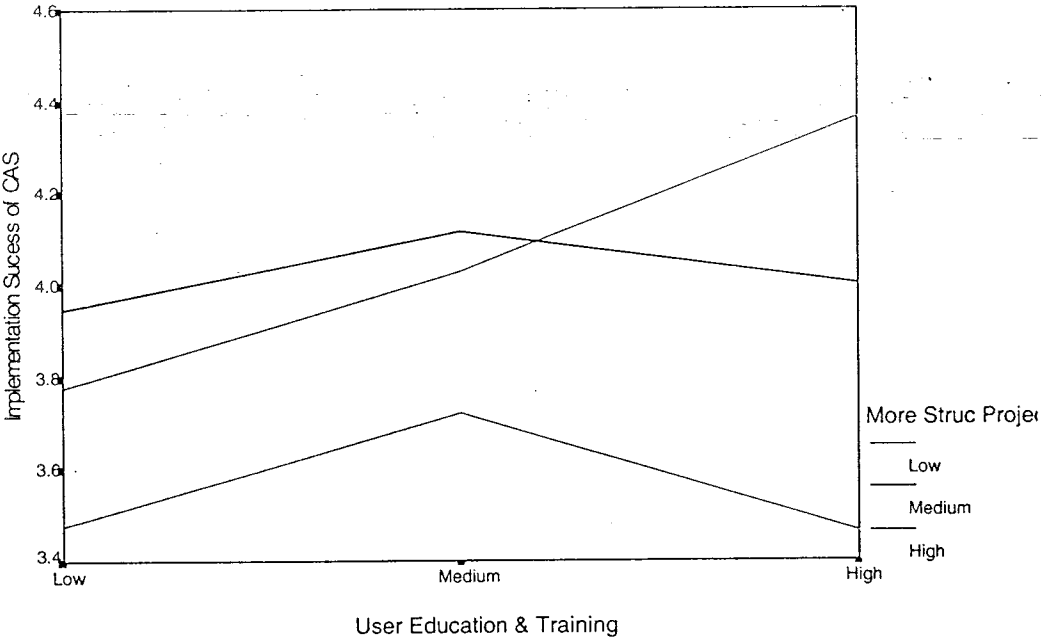 4.6
4.4
4.2
4.0
3.8
3.6
3.4
Implementation Sucess of CAS
Low
Medium
High
User Education & Training
More Struc Projec
Low
Medium
High